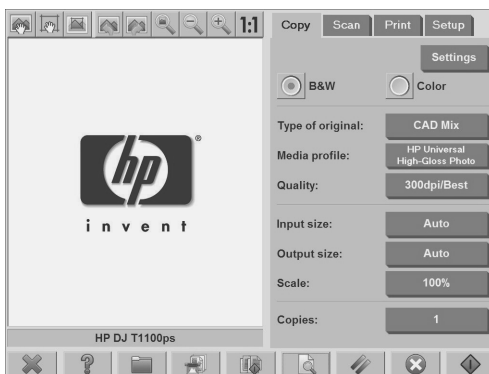 1:1
Copy Scan Print Setup
Settings
B&W Color
Type of original: CAD Mix
Media profile: HP Universal
High-Gloss Photo
Quality: 300dpi/Best
Input size: Auto
Output size: Auto
Scale: 100%
Copies: 1
hp
®
invent
HP DJ T1100ps